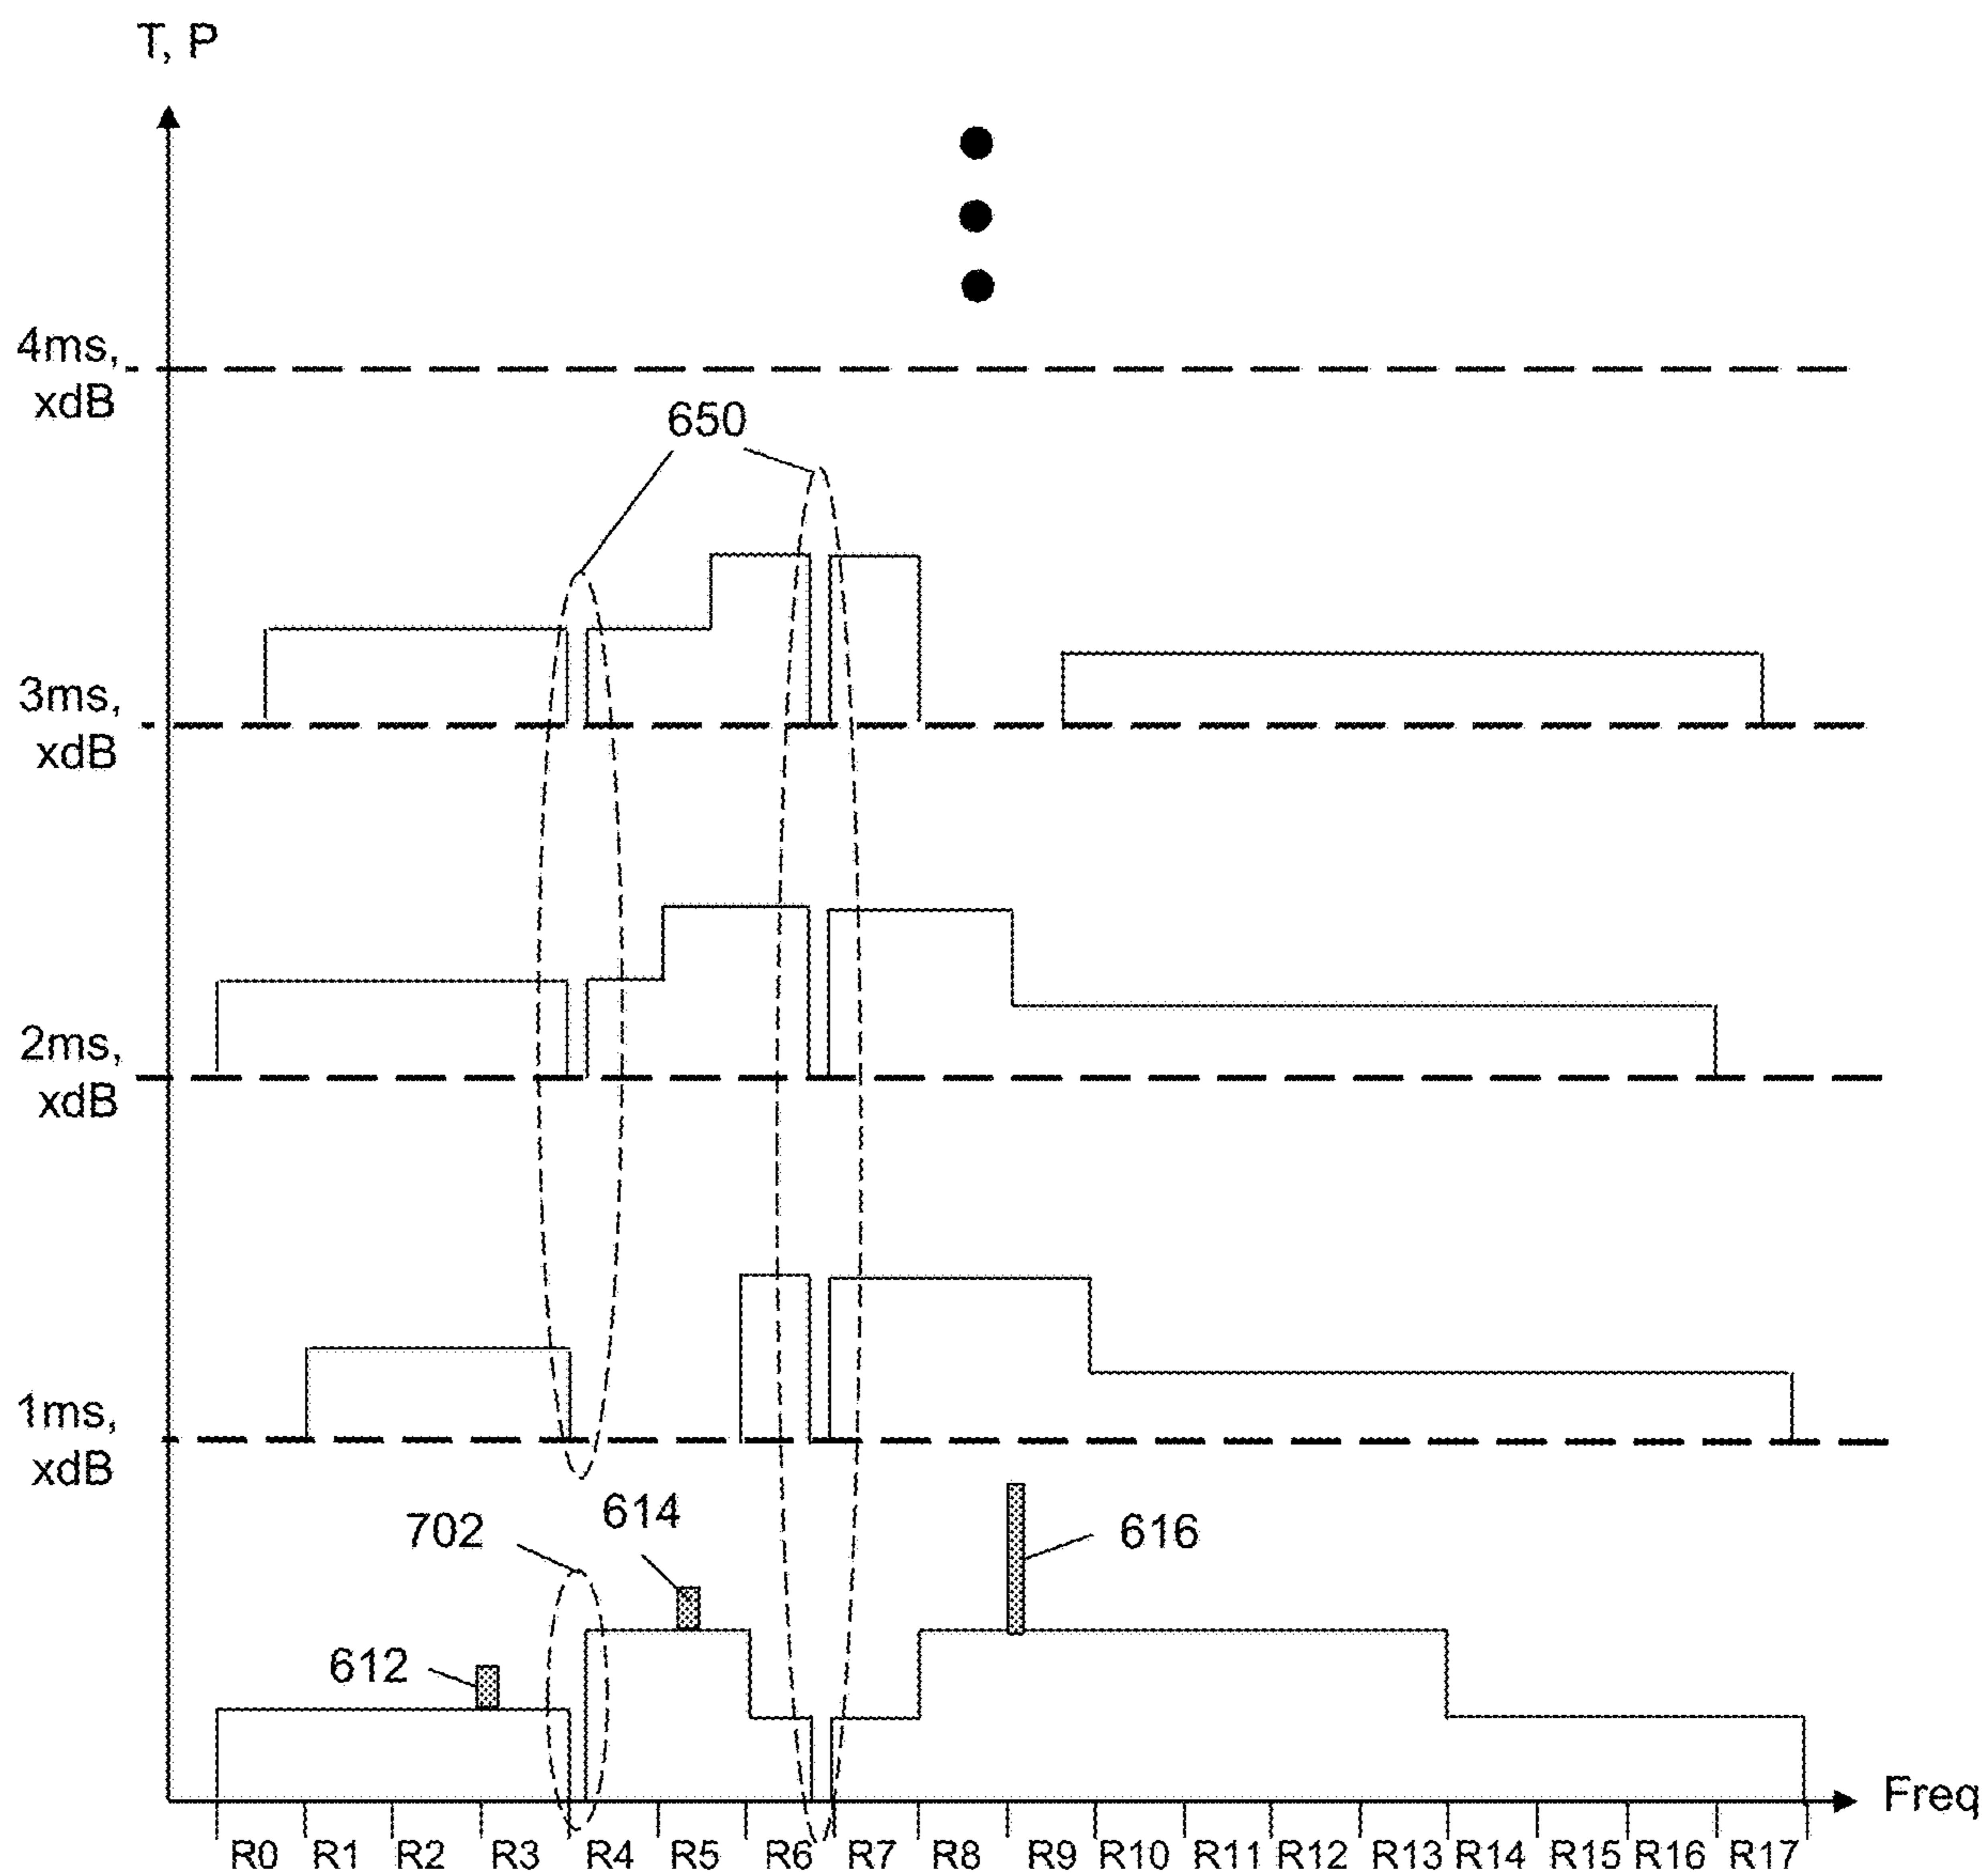 T, P
4ms,
xdB
650
3ms,
xdB
2ms,
xdB
1ms,
xdB
614
702
616
612
Freq
R0 R1 R2 R3 R4 R5 R6 R7 R8 R9 R10 R11 R12 R13 R14 R15 R16 R17